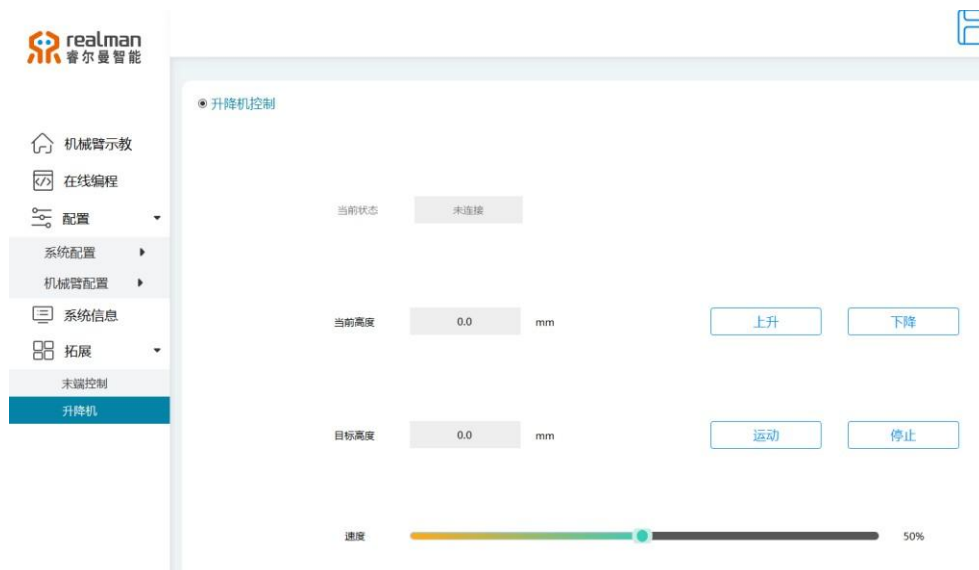 realman
睿尔曼智能
升降机控制
机械臂示教
在线编程
配置
系统配置
机械臂配置
系统信息
拓展
末端控制
升降机
当前状态 未连接
当前高度 0.0 mm 上升 下降
目标高度 0.0 mm 运动 停止
速度 50%